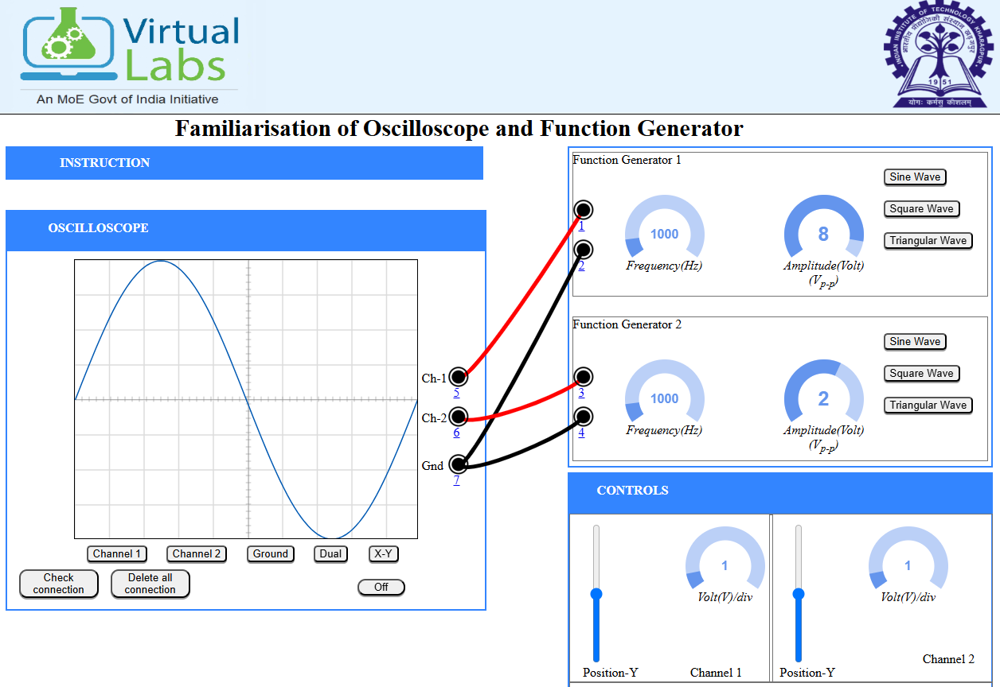 Virtual
Labs
An MoE Govt of India Initiative
INDIAN INSTITUTE OF TECHNOLOGY KHARAGPUR
1951
योगः कर्मसु कौशलम्
Familiarisation of Oscilloscope and Function Generator
INSTRUCTION
OSCILLOSCOPE
Ch-1
5
Ch-2
6
Gnd
7
Channel 1
Channel 2
Ground
Dual
X-Y
Check
connection
Delete all
connection
Off
Function Generator 1
1
2
1000
Frequency(Hz)
8
Amplitude(Volt)
(Vp-p)
Sine Wave
Square Wave
Triangular Wave
Function Generator 2
3
4
1000
Frequency(Hz)
2
Amplitude(Volt)
(Vp-p)
Sine Wave
Square Wave
Triangular Wave
CONTROLS
1
Volt(V)/div
Position-Y
Channel 1
1
Volt(V)/div
Position-Y
Channel 2